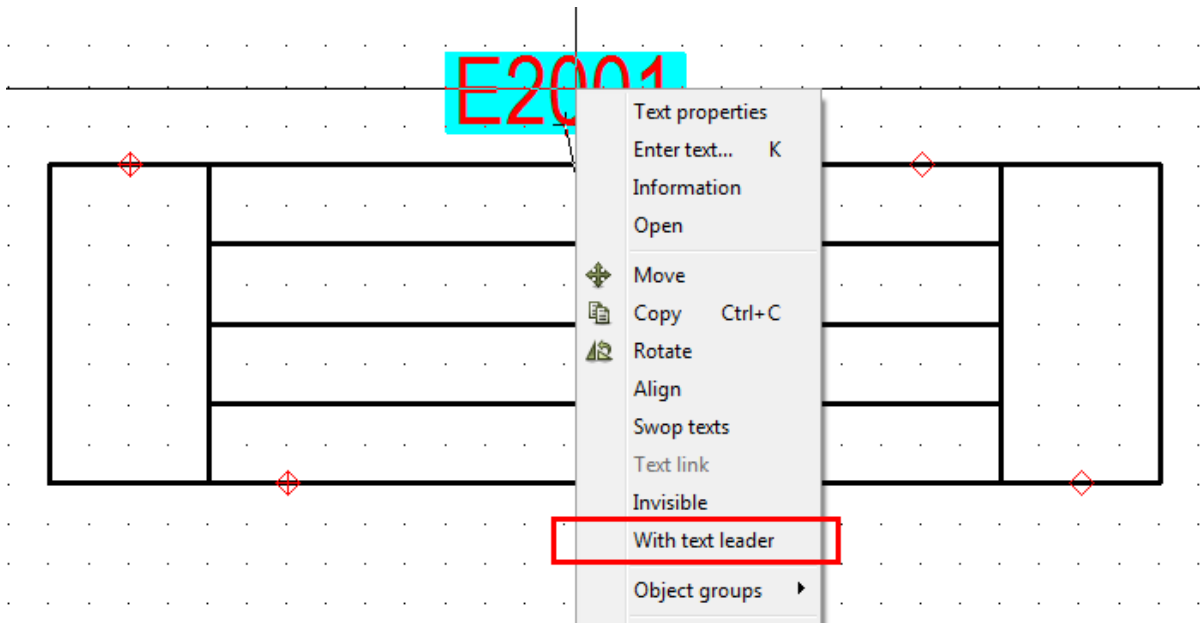 E2001
Text properties
Enter text... K
Information
Open
Move
Copy Ctrl+C
Rotate
Align
Swop texts
Text link
Invisible
With text leader
Object groups